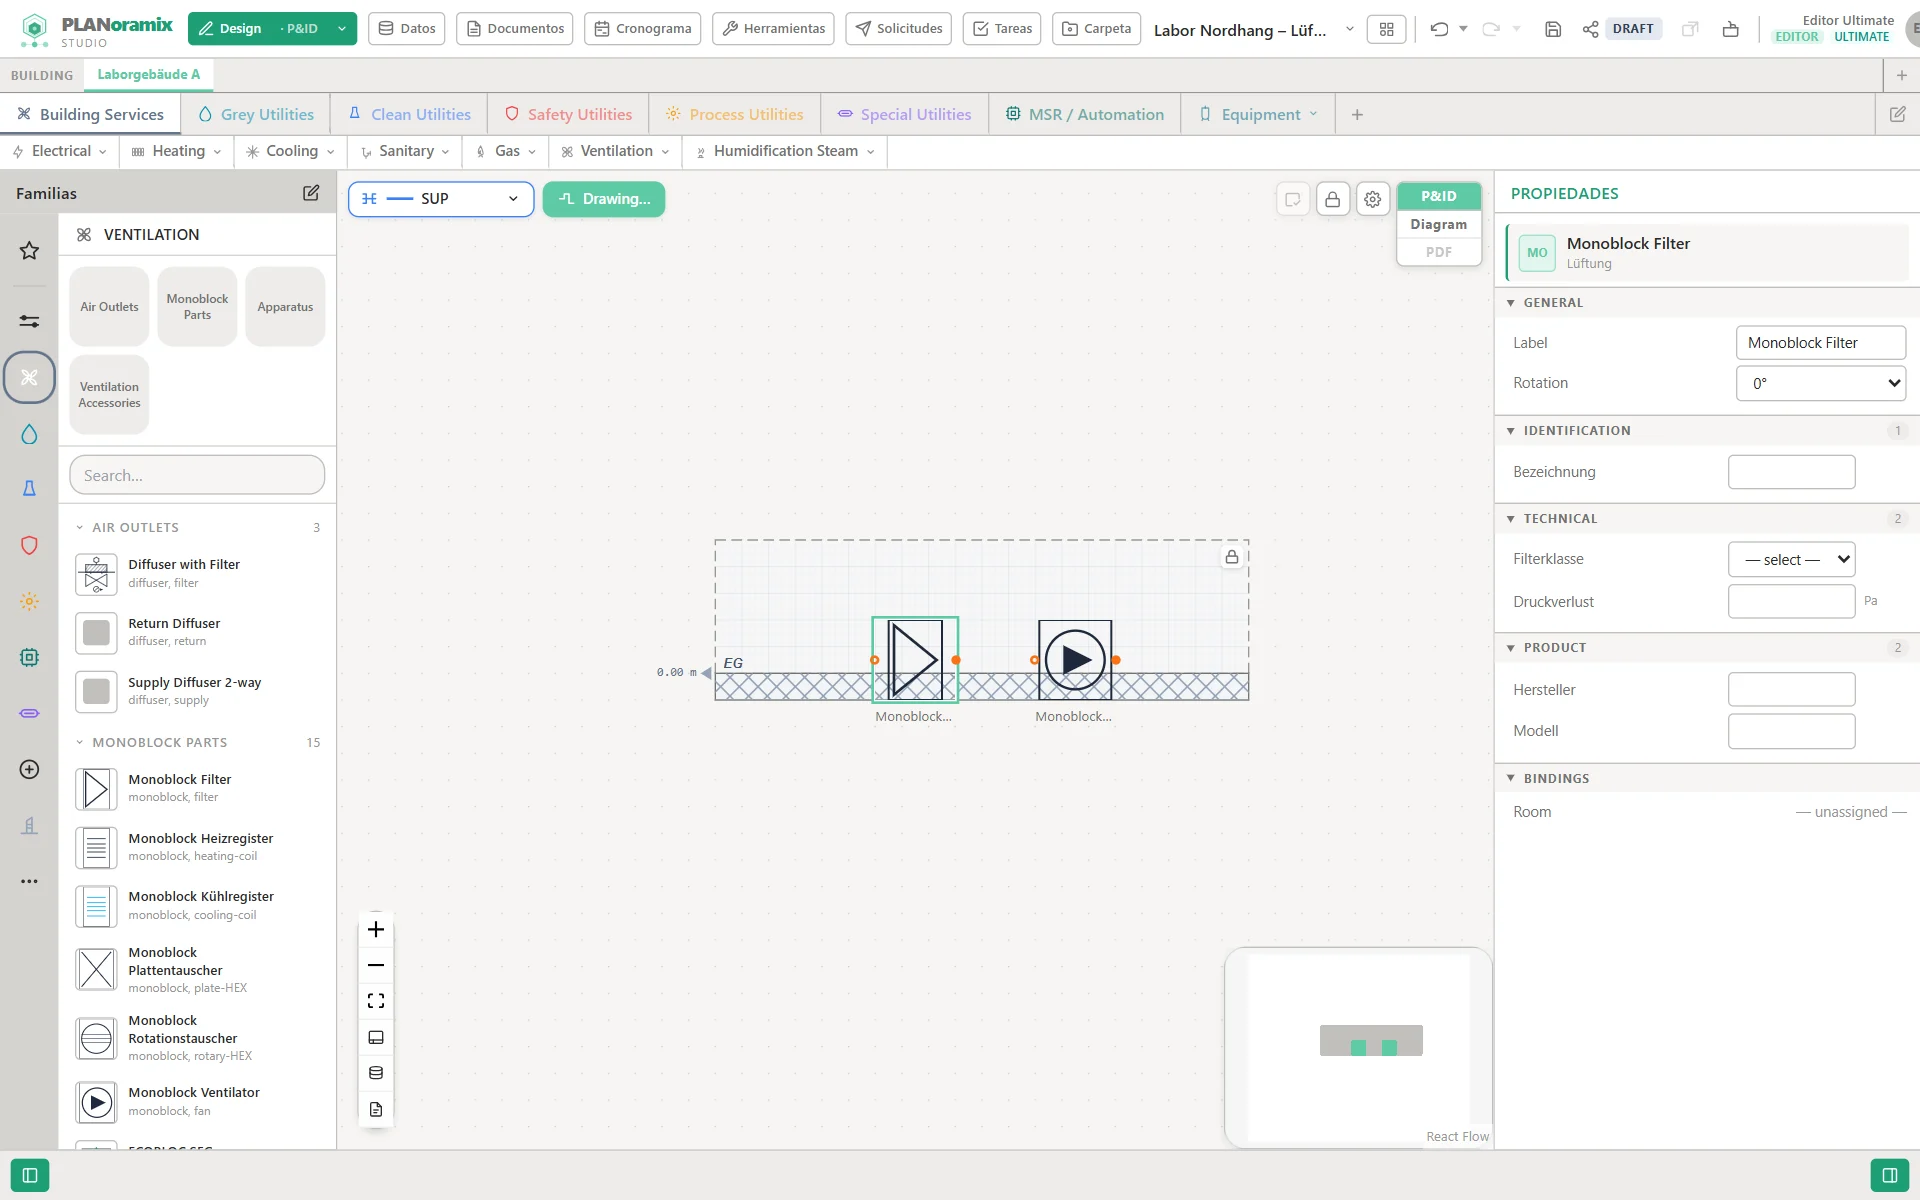 PLANoramix
STUDIO
Design · P&ID
Datos
Documentos
Cronograma
Herramientas
Solicitudes
Tareas
Carpeta
Labor Nordhang – Lüf...
DRAFT
Editor Ultimate
EDITOR ULTIMATE
BUILDING
Laborgebäude A
Building Services
Grey Utilities
Clean Utilities
Safety Utilities
Process Utilities
Special Utilities
MSR / Automation
Equipment
Electrical
Heating
Cooling
Sanitary
Gas
Ventilation
Humidification Steam
Familias
VENTILATION
Air Outlets
Monoblock
Parts
Apparatus
Ventilation
Accessories
Search...
AIR OUTLETS 3
Diffuser with Filter
diffuser, filter
Return Diffuser
diffuser, return
Supply Diffuser 2-way
diffuser, supply
MONOBLOCK PARTS 15
Monoblock Filter
monoblock, filter
Monoblock Heizregister
monoblock, heating-coil
Monoblock Kühlregister
monoblock, cooling-coil
Monoblock
Plattentauscher
monoblock, plate-HEX
Monoblock
Rotationstauscher
monoblock, rotary-HEX
Monoblock Ventilator
monoblock, fan
SUP
Drawing...
P&ID
Diagram
PDF
0.00 m
EG
Monoblock...
Monoblock...
React Flow
PROPIEDADES
MO
Monoblock Filter
Lüftung
GENERAL
Label Monoblock Filter
Rotation 0°
IDENTIFICATION 1
Bezeichnung
TECHNICAL 2
Filterklasse — select —
Druckverlust Pa
PRODUCT 2
Hersteller
Modell
BINDINGS
Room — unassigned —